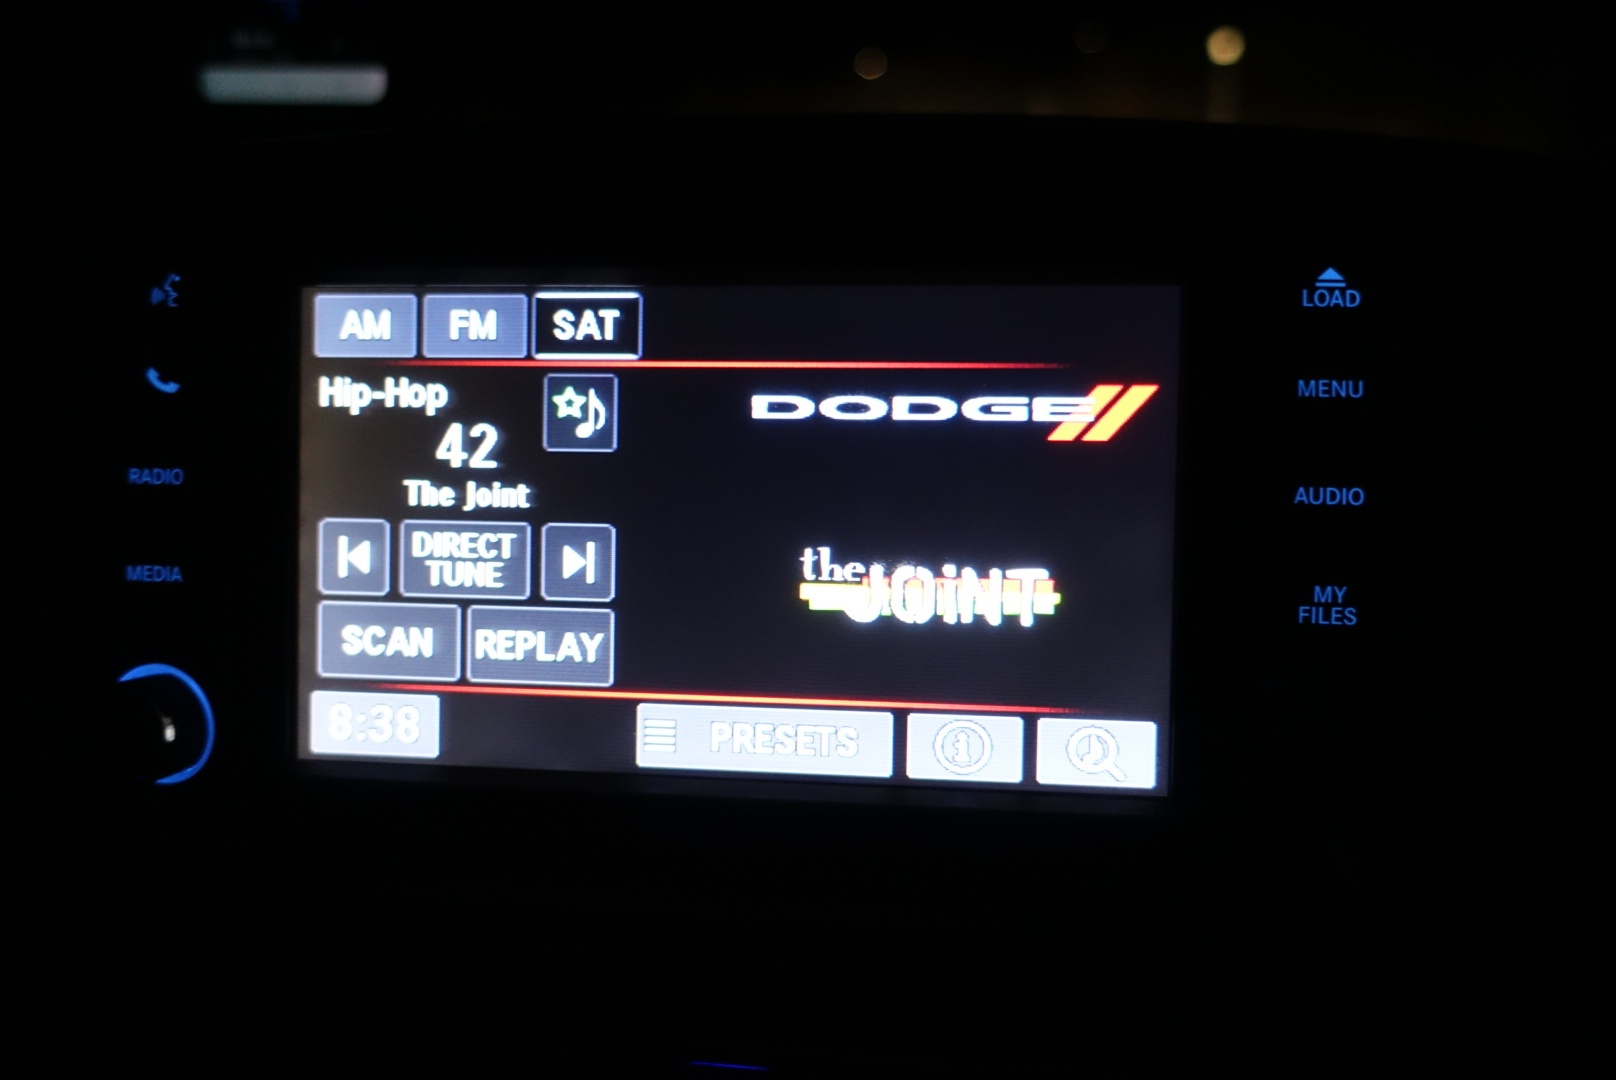 AM FM SAT
Hip-Hop
42
The Joint
DIRECT
TUNE
SCAN REPLAY
8:38
PRESETS
DODGE
the JOiNT
RADIO
MEDIA
LOAD
MENU
AUDIO
MY
FILES